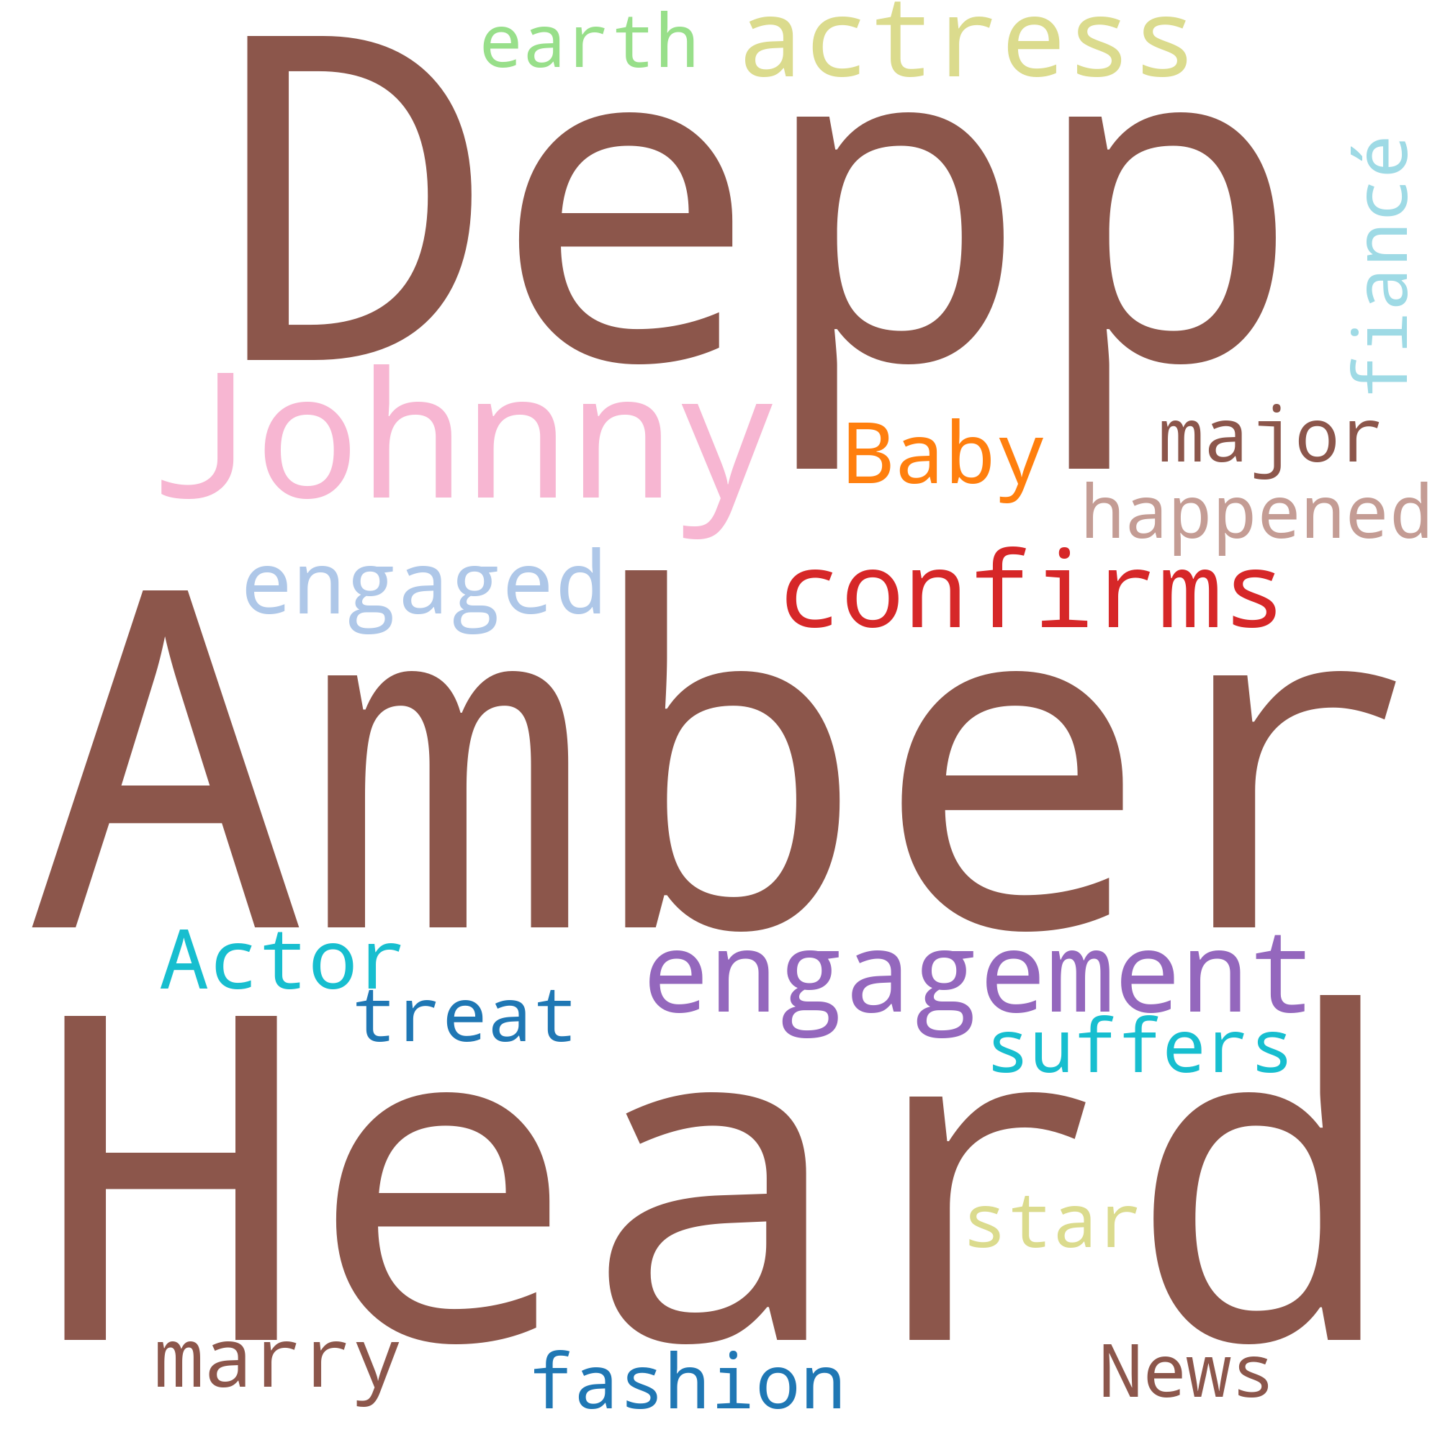 earth
actress
Depp
fiancé
Johnny
Baby
major
happened
engaged
confirms
Amber
Actor
engagement
treat
suffers
Heard
star
marry
fashion
News